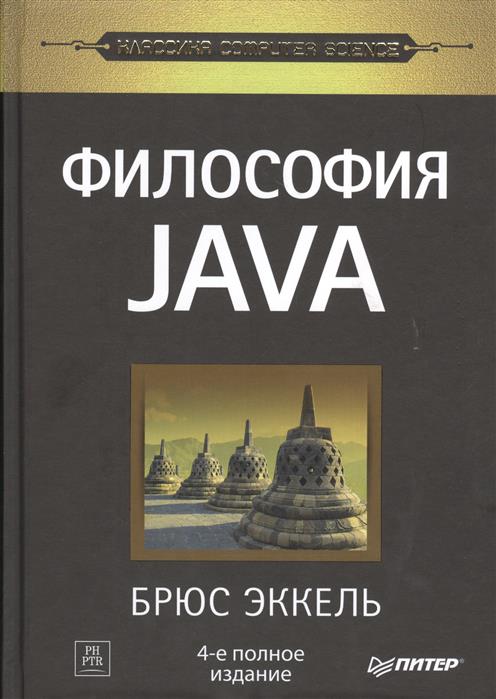 КЛАССИКА COMPUTER SCIENCE
ФИЛОСОФИЯ
JAVA
БРЮС ЭККЕЛЬ
4-е полное
издание
PH
PTR
ПИТЕР